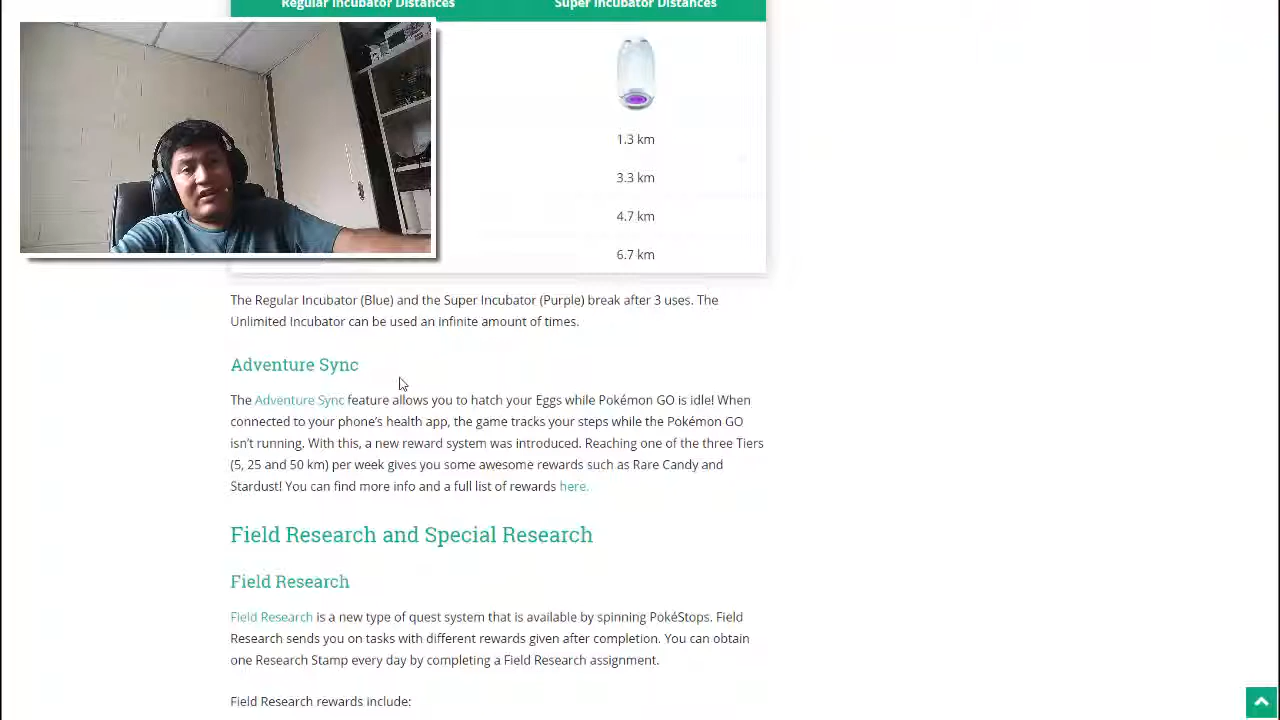 Regular Incubator Distances
Super Incubator Distances
1.3 km
3.3 km
4.7 km
6.7 km
The Regular Incubator (Blue) and the Super Incubator (Purple) break after 3 uses. The
Unlimited Incubator can be used an infinite amount of times.
Adventure Sync
The Adventure Sync feature allows you to hatch your Eggs while Pokémon GO is idle! When
connected to your phone’s health app, the game tracks your steps while the Pokémon GO
isn’t running. With this, a new reward system was introduced. Reaching one of the three Tiers
(5, 25 and 50 km) per week gives you some awesome rewards such as Rare Candy and
Stardust! You can find more info and a full list of rewards here.
Field Research and Special Research
Field Research
Field Research is a new type of quest system that is available by spinning PokéStops. Field
Research sends you on tasks with different rewards given after completion. You can obtain
one Research Stamp every day by completing a Field Research assignment.
Field Research rewards include: